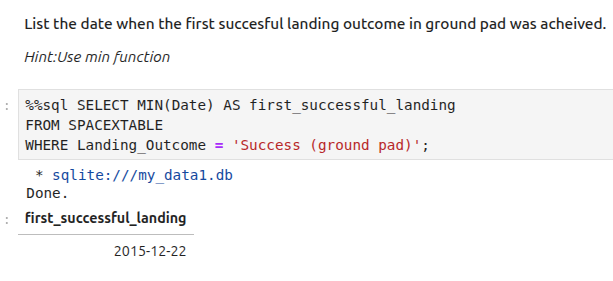 List the date when the first succesful landing outcome in ground pad was acheived.
Hint:Use min function
: %%sql SELECT MIN(Date) AS first_successful_landing
FROM SPACEXTABLE
WHERE Landing_Outcome = 'Success (ground pad)';
* sqlite:///my_data1.db
Done.
: first_successful_landing
2015-12-22